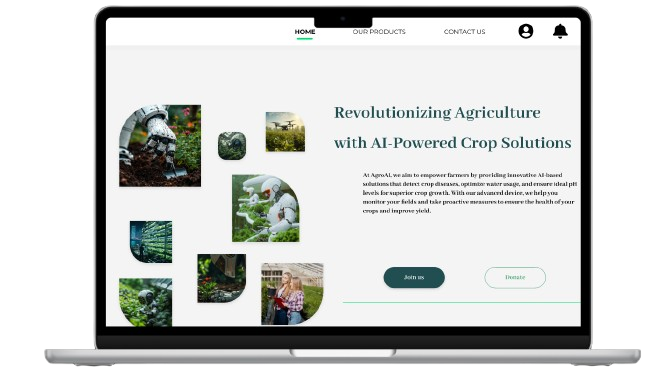 HOME
OUR PRODUCTS
CONTACT US
Revolutionizing Agriculture
with AI-Powered Crop Solutions
At AgroAI, we aim to empower farmers by providing innovative AI-based
solutions that detect crop diseases, optimize water usage, and ensure ideal pH
levels for superior crop growth. With our advanced device, we help you
monitor your fields and take proactive measures to ensure the health of your
crops and improve yield.
Join us
Donate